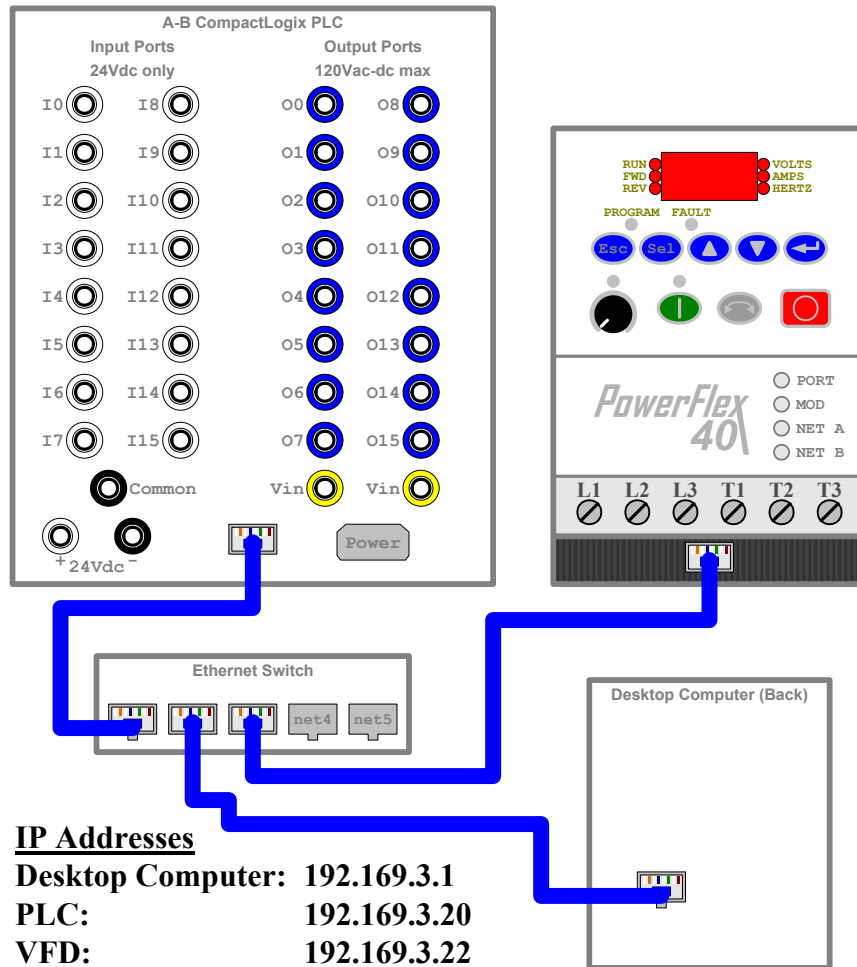 A-B CompactLogix PLC
Input Ports
24Vdc only
Output Ports
120Vac-dc max
I0 I8 O0 O8
I1 I9 O1 O9
I2 I10 O2 O10
I3 I11 O3 O11
I4 I12 O4 O12
I5 I13 O5 O13
I6 I14 O6 O14
I7 I15 O7 O15
Common Vin Vin
+ 24Vdc -
Power
RUN VOLTS
FWD AMPS
REV HERTZ
PROGRAM FAULT
Esc Sel
PowerFlex
40
PORT
MOD
NET A
NET B
L1 L2 L3 T1 T2 T3
Ethernet Switch
net4 net5
Desktop Computer (Back)
IP Addresses
Desktop Computer: 192.169.3.1
PLC: 192.169.3.20
VFD: 192.169.3.22